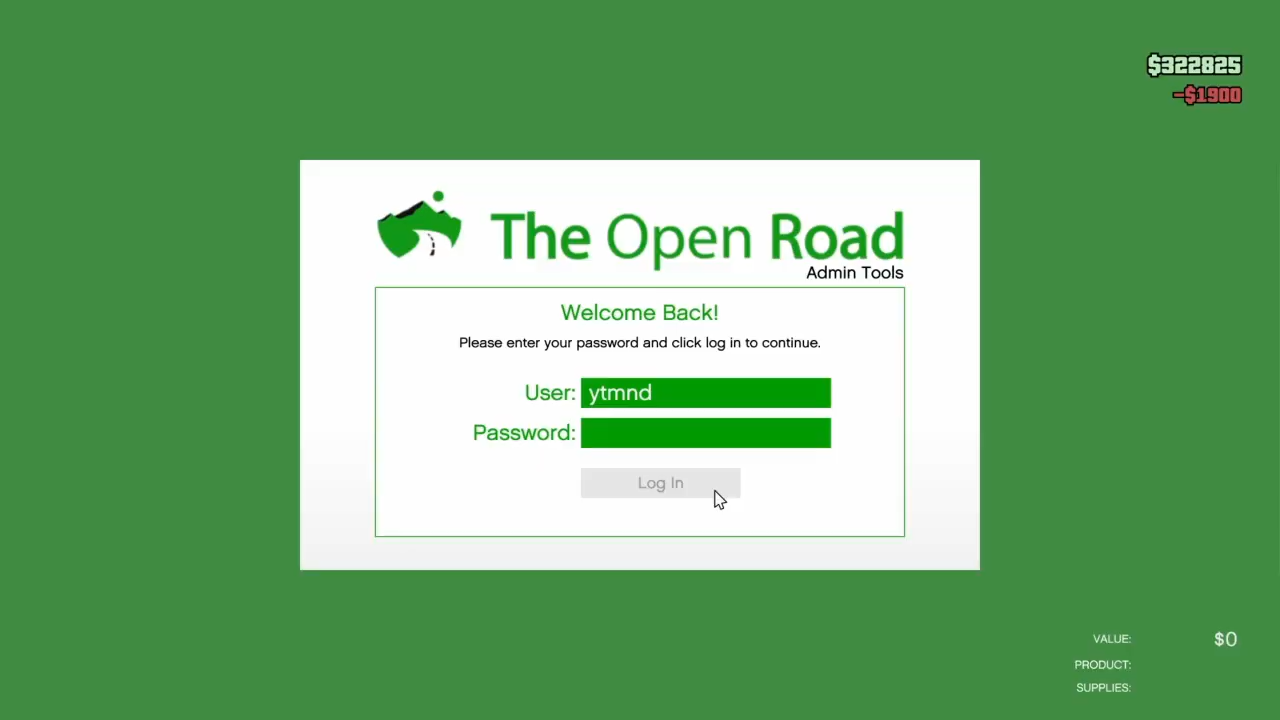 $322825
-$1900
The Open Road
Admin Tools
Welcome Back!
Please enter your password and click log in to continue.
User: ytmnd
Password:
Log In
VALUE: $0
PRODUCT:
SUPPLIES: